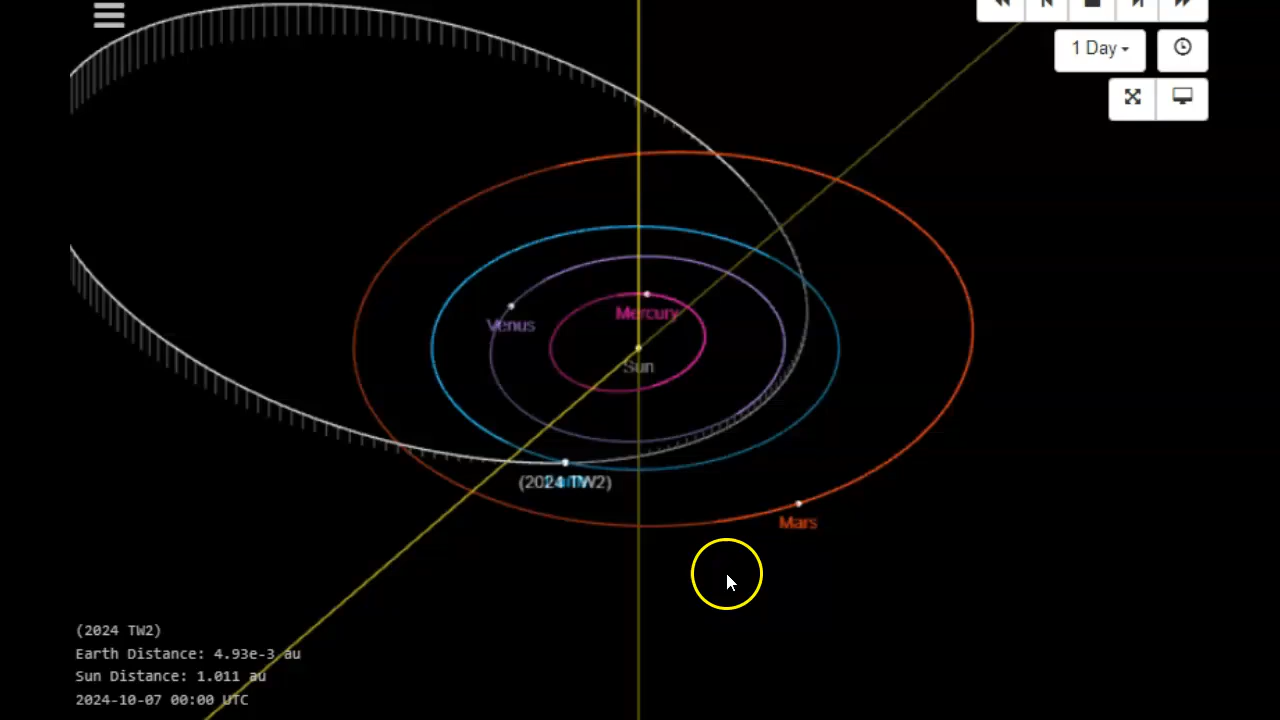 1 Day
Mercury
Venus
Sun
(2024 TW2)
Mars
(2024 TW2)
Earth Distance: 4.93e-3 au
Sun Distance: 1.011 au
2024-10-07 00:00 UTC